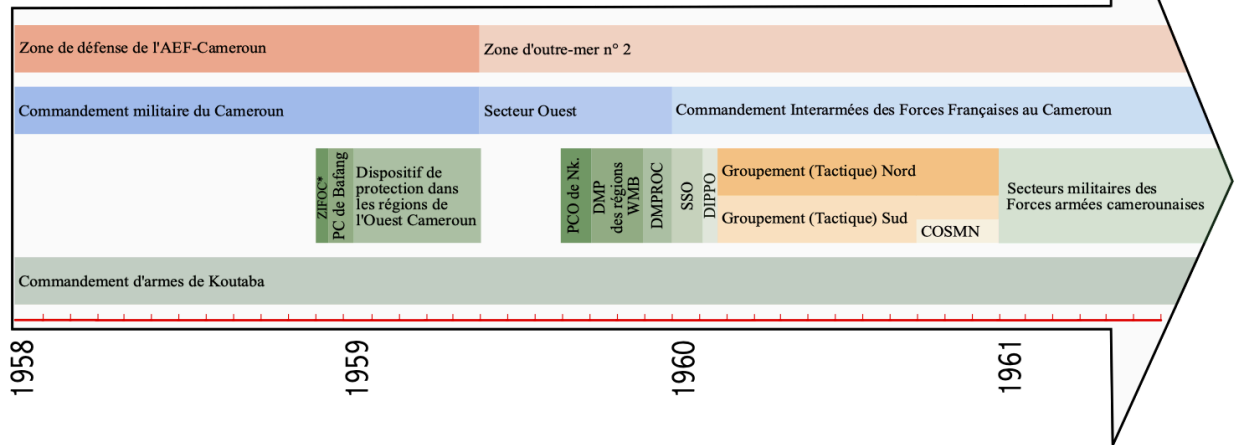 Zone de défense de l'AEF-Cameroun
Zone d'outre-mer n° 2
Commandement militaire du Cameroun
Secteur Ouest
Commandement Interarmées des Forces Françaises au Cameroun
ZIFOC*
PC de Bafang
Dispositif de
protection dans
les régions de
l'Ouest Cameroun
PCO de Nk.
DMP
des régions
WMB
DMPROC
SSO
DIPPO
Groupement (Tactique) Nord
Groupement (Tactique) Sud
COSMN
Secteurs militaires des
Forces armées camerounaises
Commandement d'armes de Koutaba
1958
1959
1960
1961